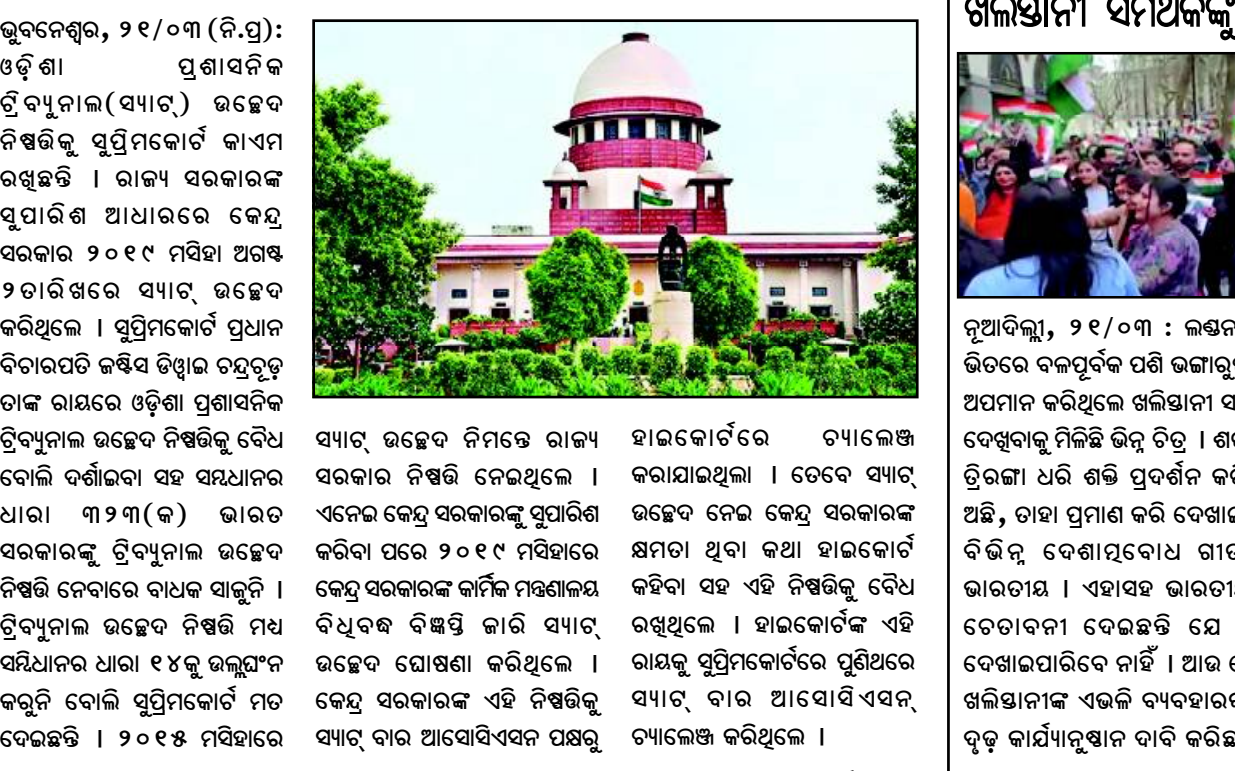 ଭୁବନେଶ୍ୱର, ୨୧/୦୩ (ନି.ପ୍ର):
ଓଡ଼ିଶା ପ୍ରଶାସନିକ
ଟ୍ରିବ୍ୟୁନାଲ(ସ୍ୟାଟ୍) ଉଚ୍ଛେଦ
ନିଷ୍ପତ୍ତିକୁ ସୁପ୍ରିମକୋର୍ଟ କାଏମ
ରଖିଛନ୍ତି । ରାଜ୍ୟ ସରକାରଙ୍କ
ସୁପାରିଶ ଆଧାରରେ କେନ୍ଦ୍ର
ସରକାର ୨୦୧୯ ମସିହା ଅଗଷ୍ଟ
୨ତାରିଖରେ ସ୍ୟାଟ୍ ଉଚ୍ଛେଦ
କରିଥିଲେ । ସୁପ୍ରିମକୋର୍ଟ ପ୍ରଧାନ
ବିଚାରପତି ଜଷ୍ଟିସ ଡିଓ୍ବାଇ ଚନ୍ଦ୍ରଚୂଡ଼
ତାଙ୍କ ରାୟରେ ଓଡ଼ିଶା ପ୍ରଶାସନିକ
ଟ୍ରିବ୍ୟୁନାଲ ଉଚ୍ଛେଦ ନିଷ୍ପତ୍ତିକୁ ବୈଧ
ବୋଲି ଦର୍ଶାଇବା ସହ ସମ୍ବିଧାନର
ଧାରା ୩୨୩(କ) ଭାରତ
ସରକାରଙ୍କୁ ଟ୍ରିବ୍ୟୁନାଲ ଉଚ୍ଛେଦ
ନିଷ୍ପତ୍ତି ନେବାରେ ବାଧକ ସାଜୁନି ।
ଟ୍ରିବ୍ୟୁନାଲ ଉଚ୍ଛେଦ ନିଷ୍ପତ୍ତି ମଧ୍ୟ
ସମ୍ବିଧାନର ଧାରା ୧୪କୁ ଉଲ୍ଲଘଂନ
କରୁନି ବୋଲି ସୁପ୍ରିମକୋର୍ଟ ମତ
ଦେଇଛନ୍ତି । ୨୦୧୫ ମସିହାରେ
ସ୍ୟାଟ୍ ଉଚ୍ଛେଦ ନିମନ୍ତେ ରାଜ୍ୟ
ସରକାର ନିଷ୍ପତ୍ତି ନେଇଥିଲେ ।
ଏନେଇ କେନ୍ଦ୍ର ସରକାରଙ୍କୁ ସୁପାରିଶ
କରିବା ପରେ ୨୦୧୯ ମସିହାରେ
କେନ୍ଦ୍ର ସରକାରଙ୍କ କାର୍ମିକ ମନ୍ତ୍ରଣାଳୟ
ବିଧିବଦ୍ଧ ବିଜ୍ଞପ୍ତି ଜାରି ସ୍ୟାଟ୍
ଉଚ୍ଛେଦ ଘୋଷଣା କରିଥିଲେ ।
କେନ୍ଦ୍ର ସରକାରଙ୍କ ଏହି ନିଷ୍ପତ୍ତିକୁ
ସ୍ୟାଟ୍ ବାର ଆସୋସିଏସନ ପକ୍ଷରୁ
ହାଇକୋର୍ଟରେ ଚ୍ୟାଲେଞ୍ଜ
କରାଯାଇଥିଲା । ତେବେ ସ୍ୟାଟ୍
ଉଚ୍ଛେଦ ନେଇ କେନ୍ଦ୍ର ସରକାରଙ୍କ
କ୍ଷମତା ଥିବା କଥା ହାଇକୋର୍ଟ
କହିବା ସହ ଏହି ନିଷ୍ପତ୍ତିକୁ ବୈଧ
ରଖିଥିଲେ । ହାଇକୋର୍ଟଙ୍କ ଏହି
ରାୟକୁ ସୁପ୍ରିମକୋର୍ଟରେ ପୁଣିଥରେ
ସ୍ୟାଟ୍ ବାର ଆସୋସିଏସନ୍
ଚ୍ୟାଲେଞ୍ଜ କରିଥିଲେ ।
ଖଲିସ୍ତାନୀ ସମର୍ଥକଙ୍କୁ
ନୂଆଦିଲ୍ଲୀ, ୨୧/୦୩ : ଲଣ୍ଡନ
ଭିତରେ ବଳପୂର୍ବକ ପଶି ଭଙ୍ଗାରୁ
ଅପମାନ କରିଥିଲେ ଖଲିସ୍ତାନୀ ସ
ଦେଖିବାକୁ ମିଳିଛି ଭିନ୍ନ ଚିତ୍ର ।
ତ୍ରିରଙ୍ଗା ଧରି ଶକ୍ତି ପ୍ରଦର୍ଶନ
ଅଛି, ତାହା ପ୍ରମାଣ କରି
ବିଭିନ୍ନ ଦେଶାତ୍ମବୋଧ
ଭାରତୀୟ । ଏହାସହ
ଚେତାବନୀ ଦେଇଛନ୍ତି ଯେ
ଦେଖାଇପାରିବେ ନାହିଁ । ଆଉ
ଖଲିସ୍ତାନୀଙ୍କ ଏଭଳି
ଦୃଢ଼ କାର୍ଯ୍ୟାନୁଷ୍ଠାନ ଦାବି